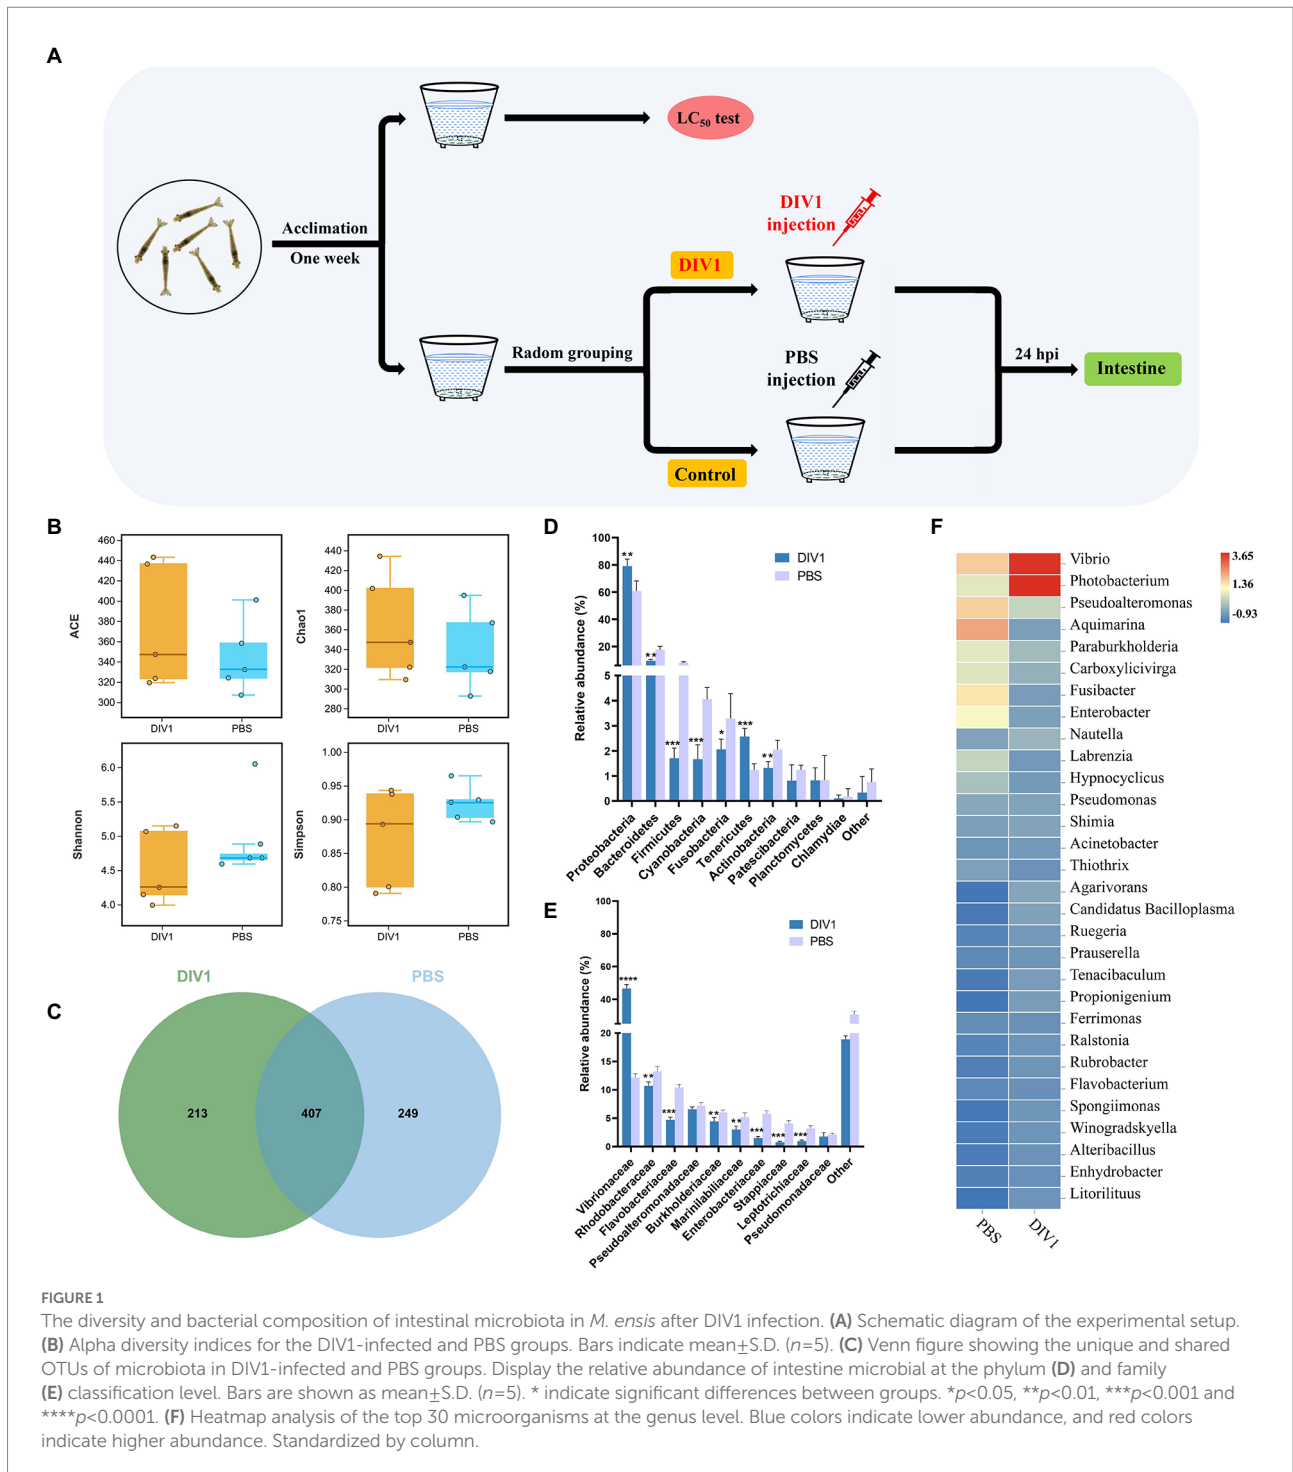 A
LC50 test
DIV1
injection
Acclimation
One week
DIV1
Radom grouping
PBS
injection
24 hpi
Intestine
Control
B
ACE
460
440
420
400
380
360
340
320
300
DIV1
PBS
Chao1
440
420
400
380
360
340
320
300
280
DIV1
PBS
Shannon
6.0
5.5
5.0
4.5
4.0
DIV1
PBS
Simpson
1.00
0.95
0.90
0.85
0.80
0.75
DIV1
PBS
C
DIV1
PBS
213
407
249
D
Relative abundance (%)
100
80
60
40
20
5
4
3
2
1
0
DIV1
PBS
**
**
***
***
*
***
**
Proteobacteria
Bacteroidetes
Firmicutes
Cyanobacteria
Fusobacteria
Tenericutes
Actinobacteria
Patescibacteria
Planctomycetes
Chlamydiae
Other
E
Relative abundance (%)
100
80
60
40
20
15
10
5
0
DIV1
PBS
****
**
***
**
**
***
***
***
Vibrionaceae
Rhodobacteraceae
Flavobacteriaceae
Pseudoalteromonadaceae
Burkholderiaceae
Marinilabiliaceae
Enterobacteriaceae
Stappiaceae
Leptotrichiaceae
Pseudomonadaceae
Other
F
Vibrio
Photobacterium
Pseudoalteromonas
Aquimarina
Paraburkholderia
Carboxylicivirga
Fusibacter
Enterobacter
Nautella
Labrenzia
Hypnocyclicus
Pseudomonas
Shimia
Acinetobacter
Thiothrix
Agarivorans
Candidatus Bacilloplasma
Ruegeria
Prauserella
Tenacibaculum
Propionigenium
Ferrimonas
Ralstonia
Rubrobacter
Flavobacterium
Spongiimonas
Winogradskyella
Alteribacillus
Enhydrobacter
Litorilituus
PBS
DIV1
3.65
1.36
-0.93
FIGURE 1
The diversity and bacterial composition of intestinal microbiota in M. ensis after DIV1 infection. (A) Schematic diagram of the experimental setup.
(B) Alpha diversity indices for the DIV1-infected and PBS groups. Bars indicate mean±S.D. (n=5). (C) Venn figure showing the unique and shared
OTUs of microbiota in DIV1-infected and PBS groups. Display the relative abundance of intestine microbial at the phylum (D) and family
(E) classification level. Bars are shown as mean±S.D. (n=5). * indicate significant differences between groups. *p<0.05, **p<0.01, ***p<0.001 and
****p<0.0001. (F) Heatmap analysis of the top 30 microorganisms at the genus level. Blue colors indicate lower abundance, and red colors
indicate higher abundance. Standardized by column.